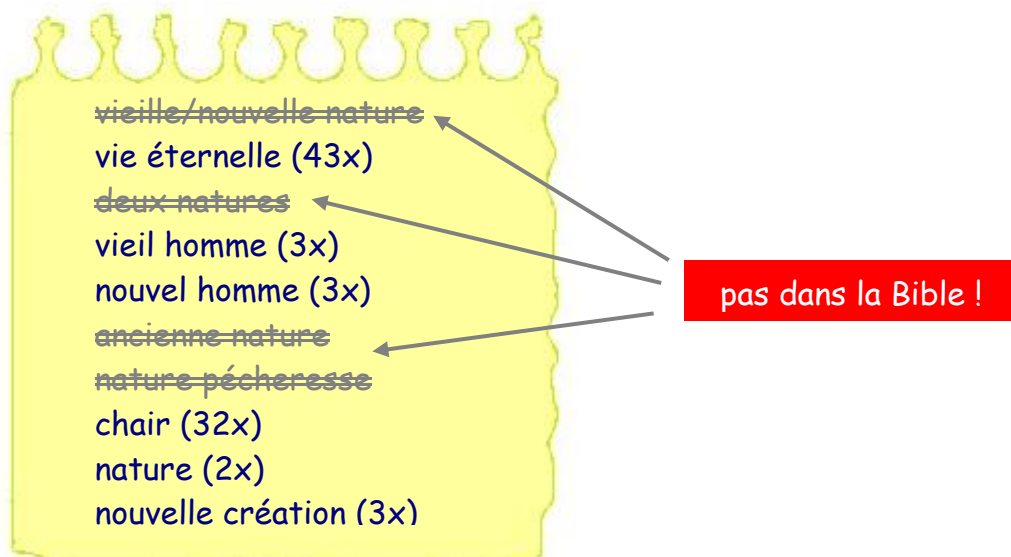 vieille/nouvelle nature
vie éternelle (43x)
deux natures
vieil homme (3x)
nouvel homme (3x)
ancienne nature
nature pécheresse
chair (32x)
nature (2x)
nouvelle création (3x)
pas dans la Bible !